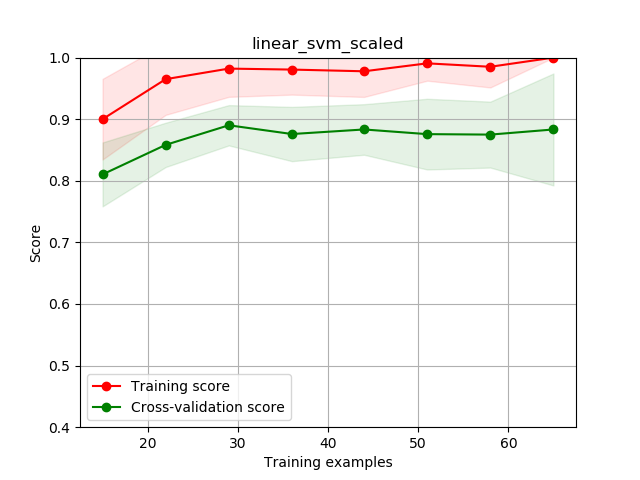 linear_svm_scaled
1.0
0.9
0.8
0.7
0.6
0.5
0.4
Score
Training score
Cross-validation score
20 30 40 50 60
Training examples